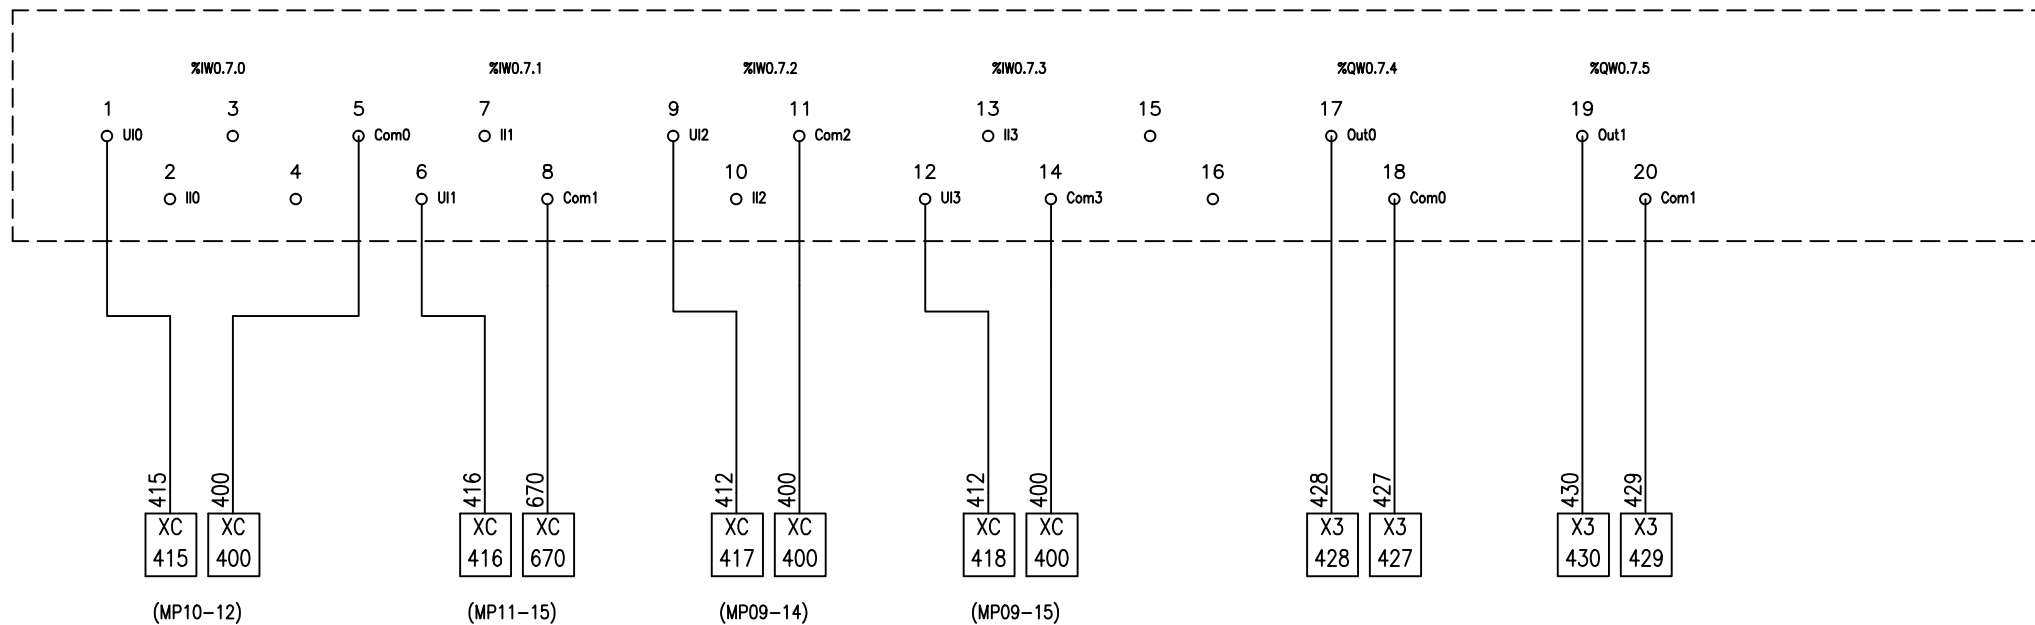 %IW0.7.0 %IW0.7.1 %IW0.7.2 %IW0.7.3 %QW0.7.4 %QW0.7.5
1 3 5 7 9 11 13 15 17 19
UI0 Com0 II1 UI2 Com2 II3 Out0 Out1
2 4 6 8 10 12 14 16 18 20
II0 UI1 Com1 II2 UI3 Com3 Com0 Com1
415 400 416 670 412 400 412 400 428 427 430 429
XC XC XC XC XC XC XC XC X3 X3 X3 X3
415 400 416 670 417 400 418 400 428 427 430 429
(MP10-12) (MP11-15) (MP09-14) (MP09-15)